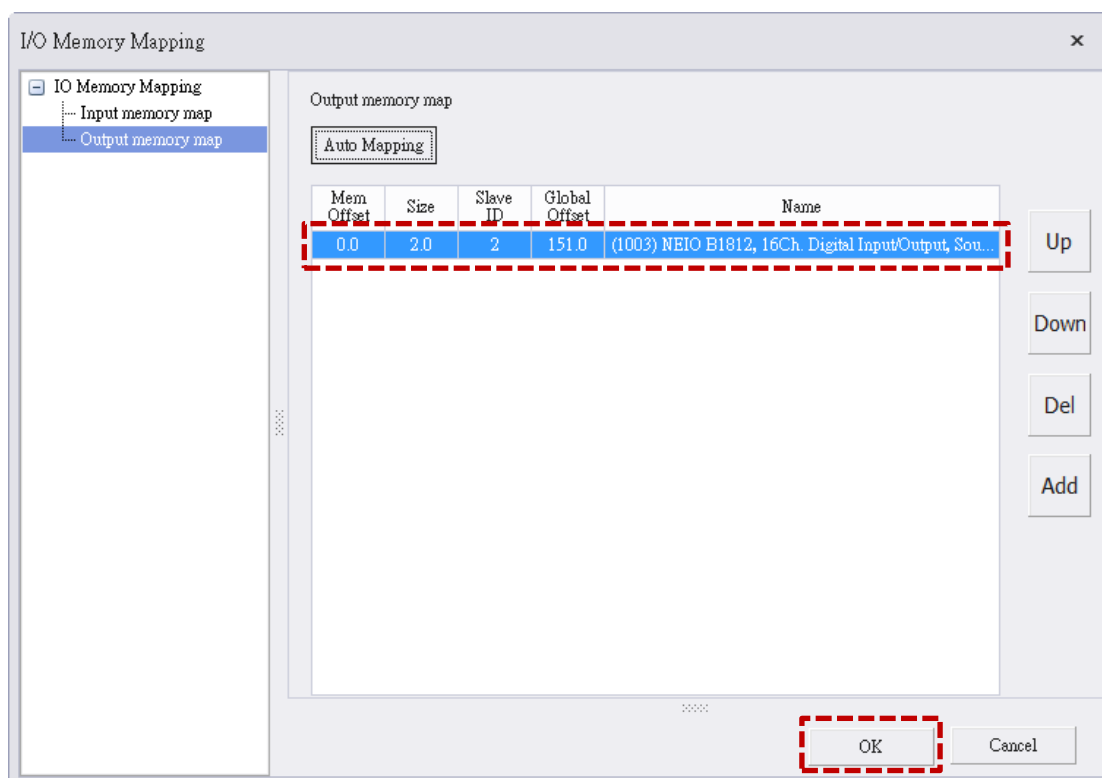 I/O Memory Mapping
IO Memory Mapping
Input memory map
Output memory map
Output memory map
Auto Mapping
Mem Offset Size Slave ID Global Offset Name
0.0 2.0 2 151.0 (1003) NEIO B1812, 16Ch. Digital Input/Output, Sou...
Up
Down
Del
Add
OK Cancel